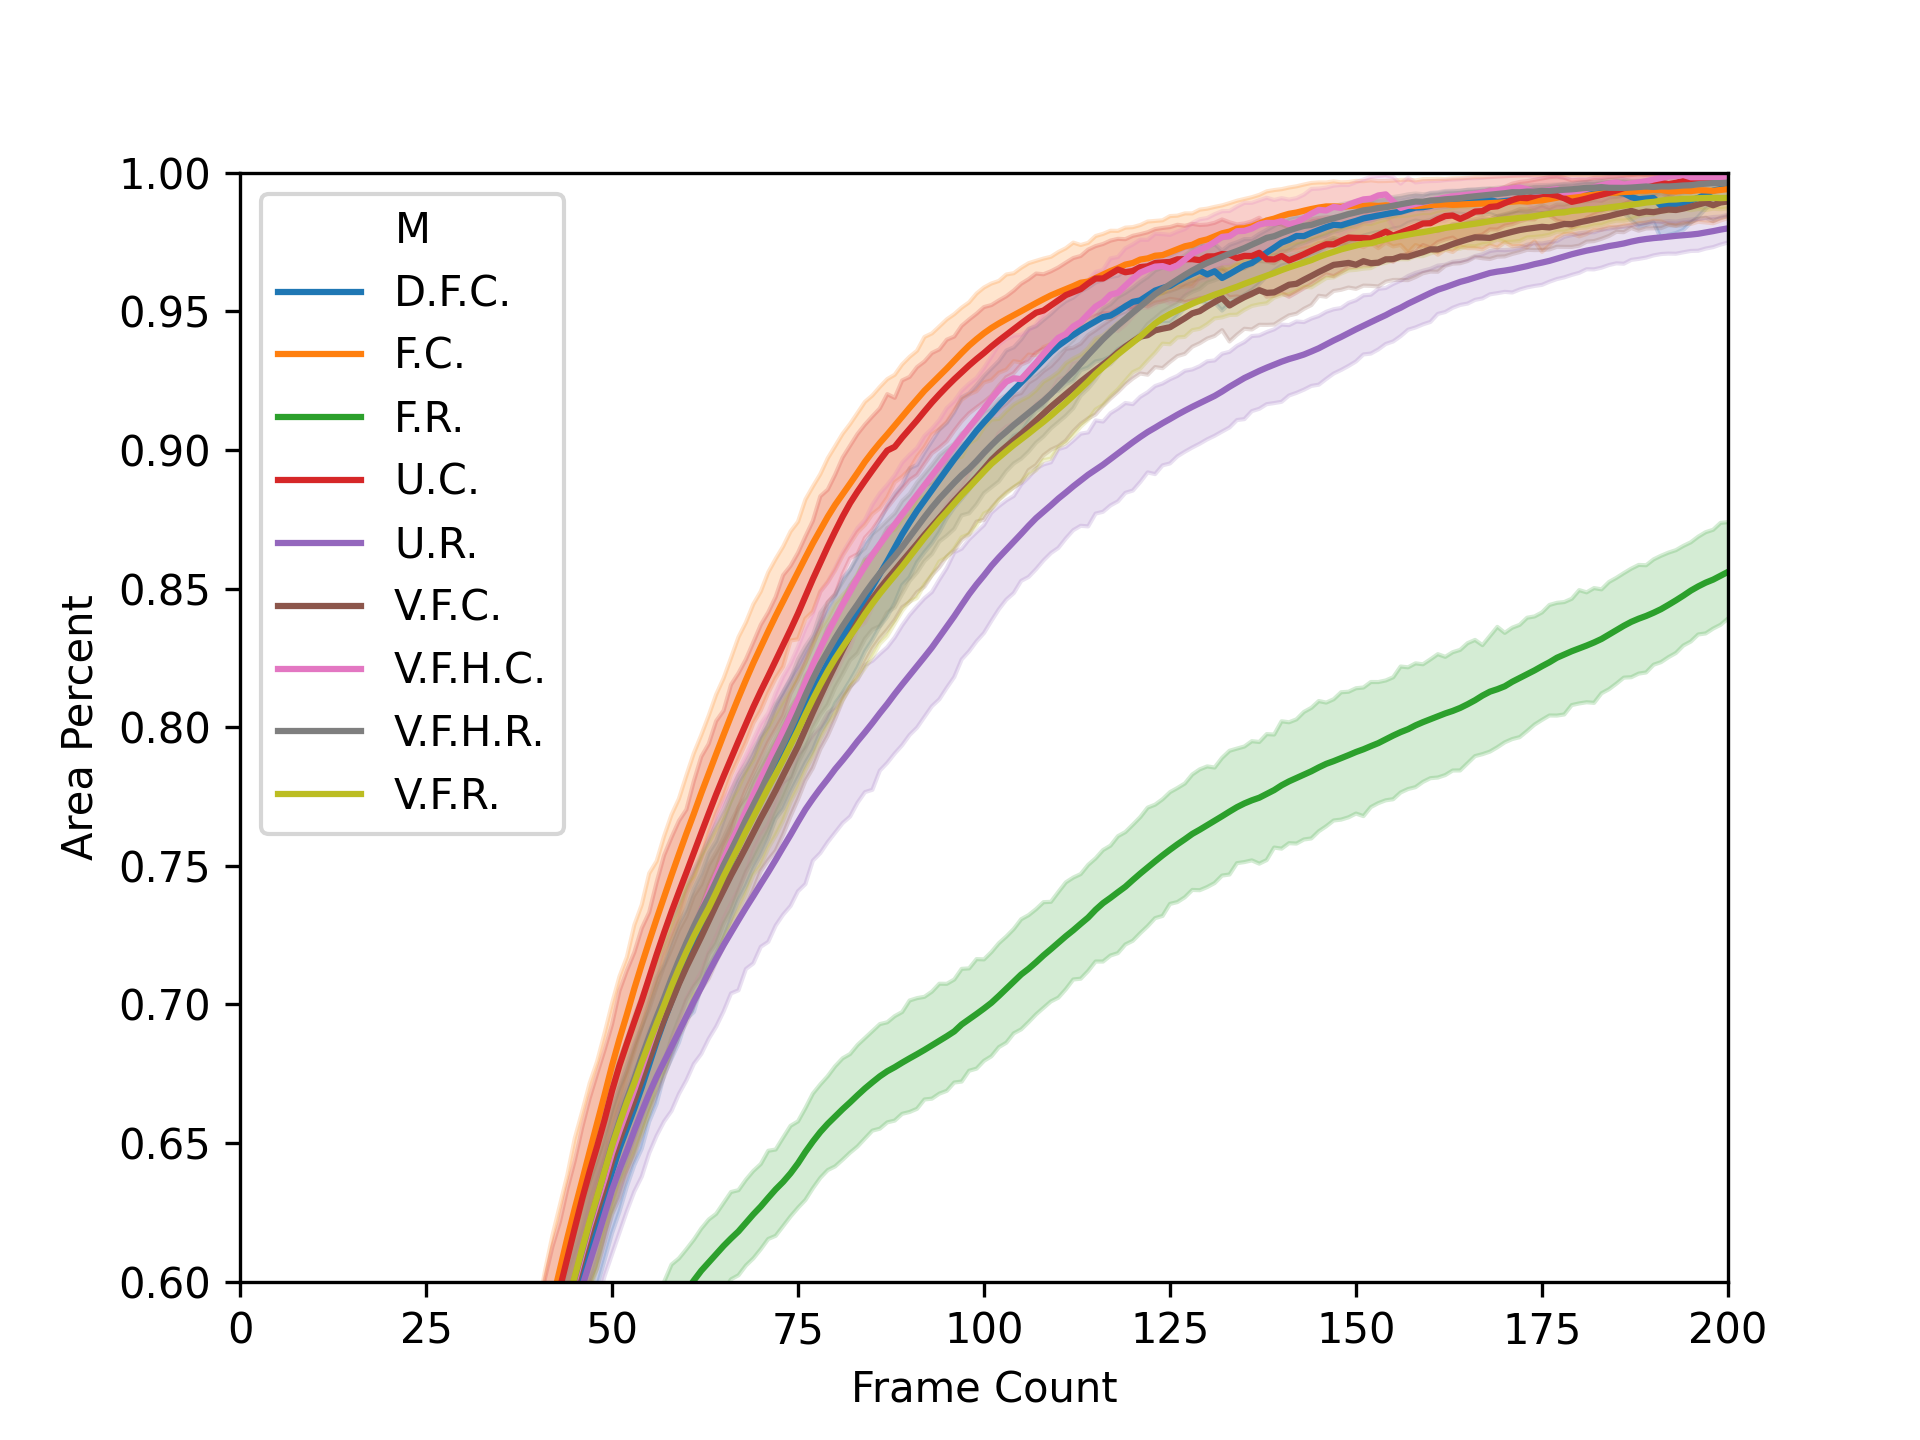 1.00
0.95
0.90
0.85
0.80
0.75
0.70
0.65
0.60
Area Percent
M
D.F.C.
F.C.
F.R.
U.C.
U.R.
V.F.C.
V.F.H.C.
V.F.H.R.
V.F.R.
0 25 50 75 100 125 150 175 200
Frame Count